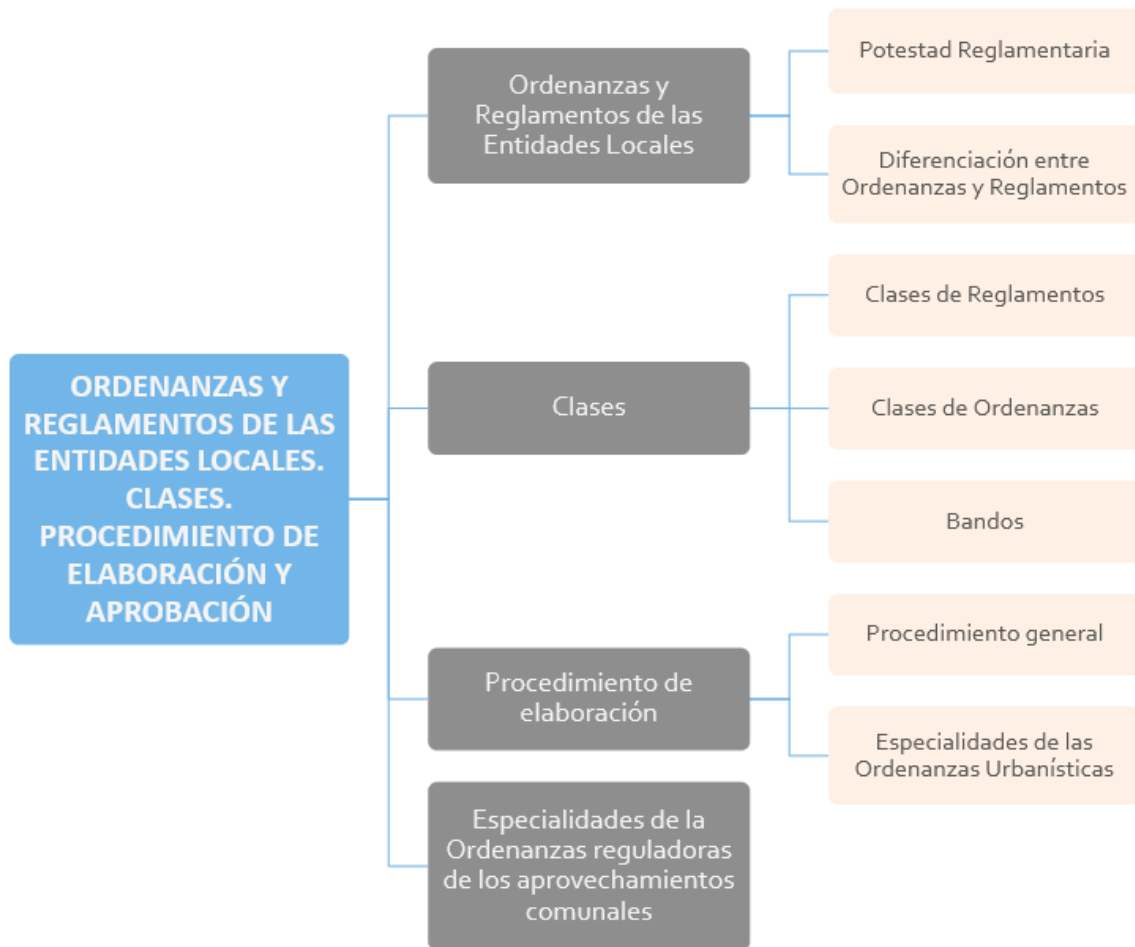 ORDENANZAS Y
REGLAMENTOS DE LAS
ENTIDADES LOCALES.
CLASES.
PROCEDIMIENTO DE
ELABORACIÓN Y
APROBACIÓN
Ordenanzas y
Reglamentos de las
Entidades Locales
Potestad Reglamentaria
Diferenciación entre
Ordenanzas y Reglamentos
Clases
Clases de Reglamentos
Clases de Ordenanzas
Bandos
Procedimiento de
elaboración
Procedimiento general
Especialidades de las
Ordenanzas Urbanísticas
Especialidades de la
Ordenanzas reguladoras
de los aprovechamientos
comunales